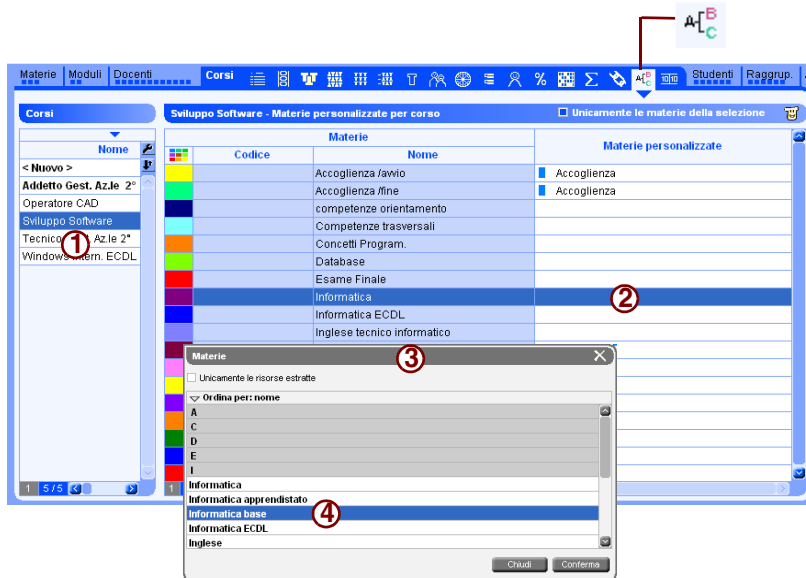 A B C
Materie Moduli Docenti Corsi % Σ A B C Studenti Raggrup.
Corsi
Sviluppo Software - Materie personalizzate per corso
Unicamente le materie della selezione
Nome
< Nuovo >
Addetto Gest. Az.le 2°
Operatore CAD
Sviluppo Software
Tecnico Az.le 2°
Windows Intern. ECDL
1
1 5/5
Materie
Materie personalizzate
Codice Nome
Accoglienza /avvio Accoglienza
Accoglienza /fine Accoglienza
competenze orientamento
Competenze trasversali
Concetti Program.
Database
Esame Finale
Informatica 2
Informatica ECDL
Inglese tecnico informatico
1
Materie 3
Unicamente le risorse estratte
Ordina per: nome
A
C
D
E
I
Informatica
Informatica apprendistato
Informatica base 4
Informatica ECDL
Inglese
Chiudi Conferma